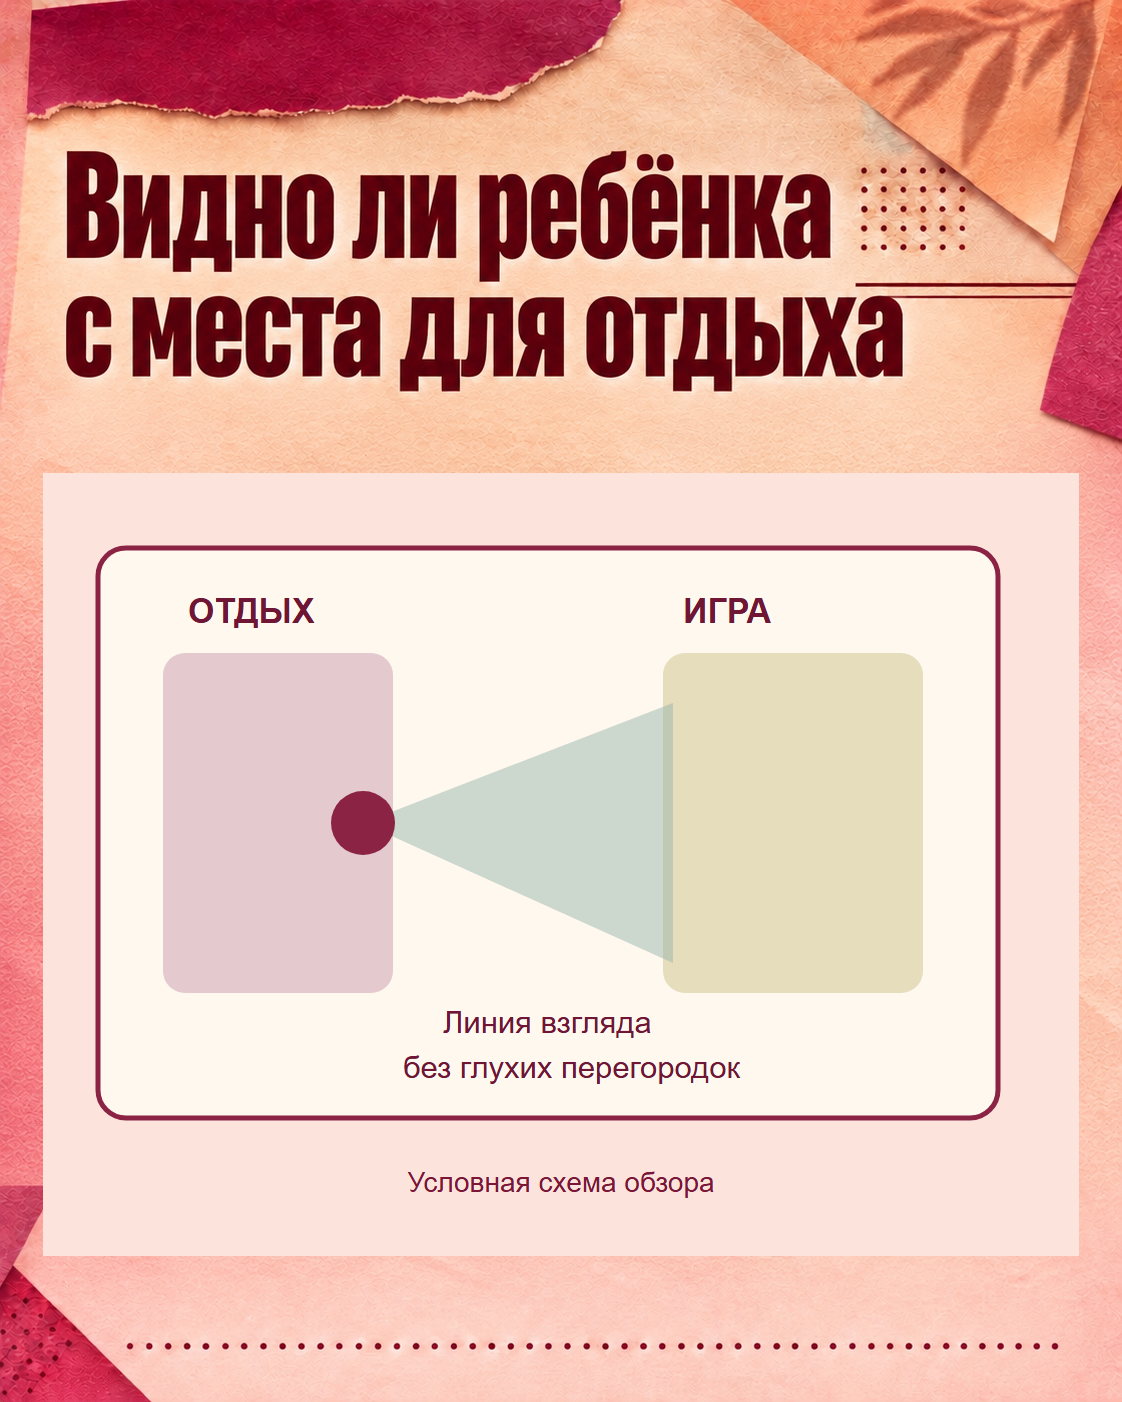 Видно ли ребёнка
с места для отдыха
ОТДЫХ
ИГРА
Линия взгляда
без глухих перегородок
Условная схема обзора